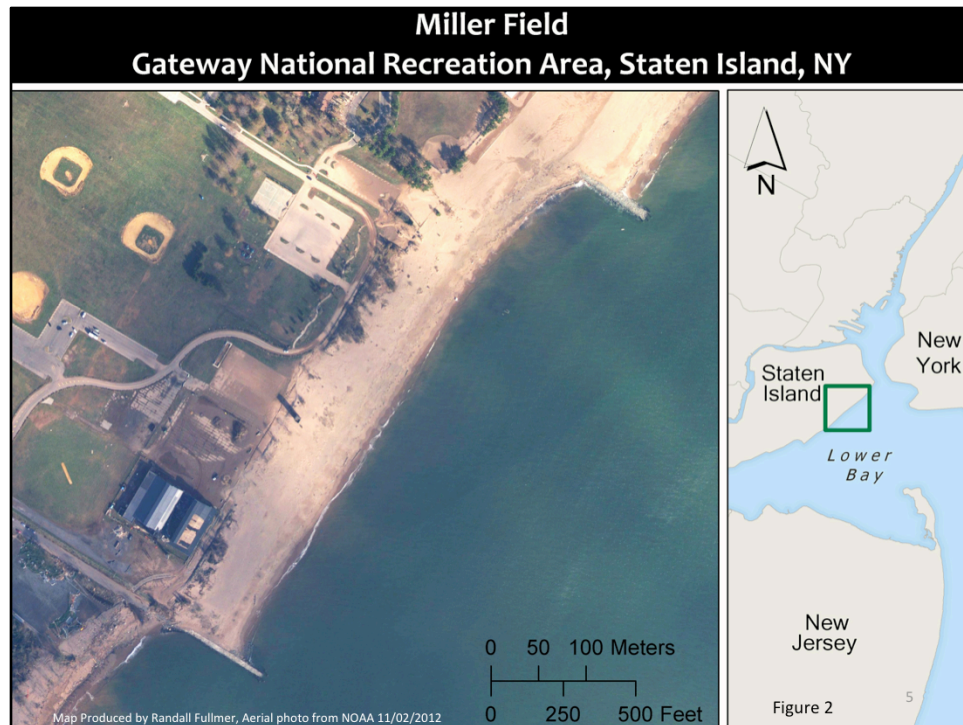 Miller Field
Gateway National Recreation Area, Staten Island, NY
N
New
York
Staten
Island
Lower
Bay
New
Jersey
0 50 100 Meters
0 250 500 Feet
Map Produced by Randall Fullmer, Aerial photo from NOAA 11/02/2012
Figure 2
5